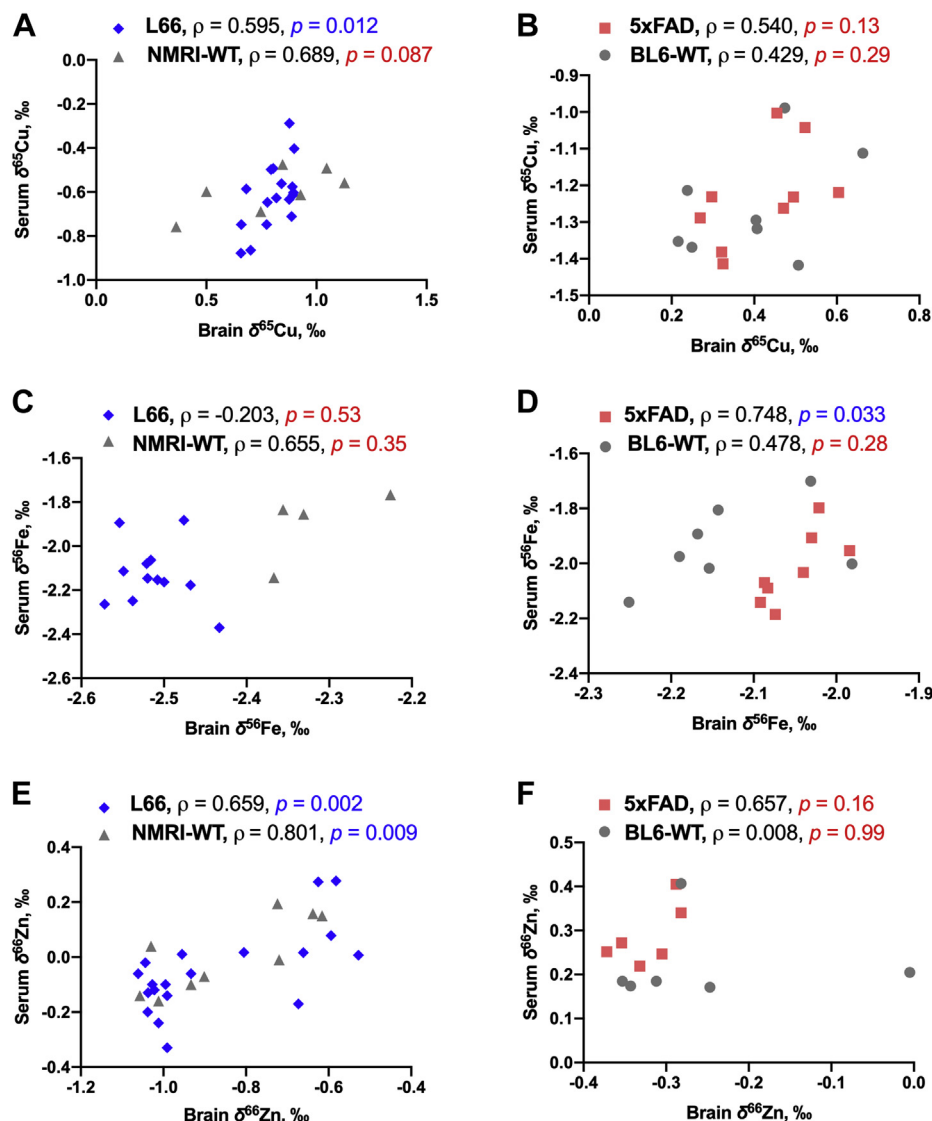 A
L66, ρ = 0.595, p = 0.012
NMRI-WT, ρ = 0.689, p = 0.087
Serum δ⁶⁵Cu, ‰
0.0
-0.2
-0.4
-0.6
-0.8
-1.0
0.0 0.5 1.0 1.5
Brain δ⁶⁵Cu, ‰
B
5xFAD, ρ = 0.540, p = 0.13
BL6-WT, ρ = 0.429, p = 0.29
Serum δ⁶⁵Cu, ‰
-0.9
-1.0
-1.1
-1.2
-1.3
-1.4
-1.5
0.0 0.2 0.4 0.6 0.8
Brain δ⁶⁵Cu, ‰
C
L66, ρ = -0.203, p = 0.53
NMRI-WT, ρ = 0.655, p = 0.35
Serum δ⁵⁶Fe, ‰
-1.6
-1.8
-2.0
-2.2
-2.4
-2.6
-2.6 -2.5 -2.4 -2.3 -2.2
Brain δ⁵⁶Fe, ‰
D
5xFAD, ρ = 0.748, p = 0.033
BL6-WT, ρ = 0.478, p = 0.28
Serum δ⁵⁶Fe, ‰
-1.6
-1.8
-2.0
-2.2
-2.4
-2.3 -2.2 -2.1 -2.0 -1.9
Brain δ⁵⁶Fe, ‰
E
L66, ρ = 0.659, p = 0.002
NMRI-WT, ρ = 0.801, p = 0.009
Serum δ⁶⁶Zn, ‰
0.4
0.2
0.0
-0.2
-0.4
-1.2 -1.0 -0.8 -0.6 -0.4
Brain δ⁶⁶Zn, ‰
F
5xFAD, ρ = 0.657, p = 0.16
BL6-WT, ρ = 0.008, p = 0.99
Serum δ⁶⁶Zn, ‰
0.5
0.4
0.3
0.2
0.1
0.0
-0.4 -0.3 -0.2 -0.1 0.0
Brain δ⁶⁶Zn, ‰